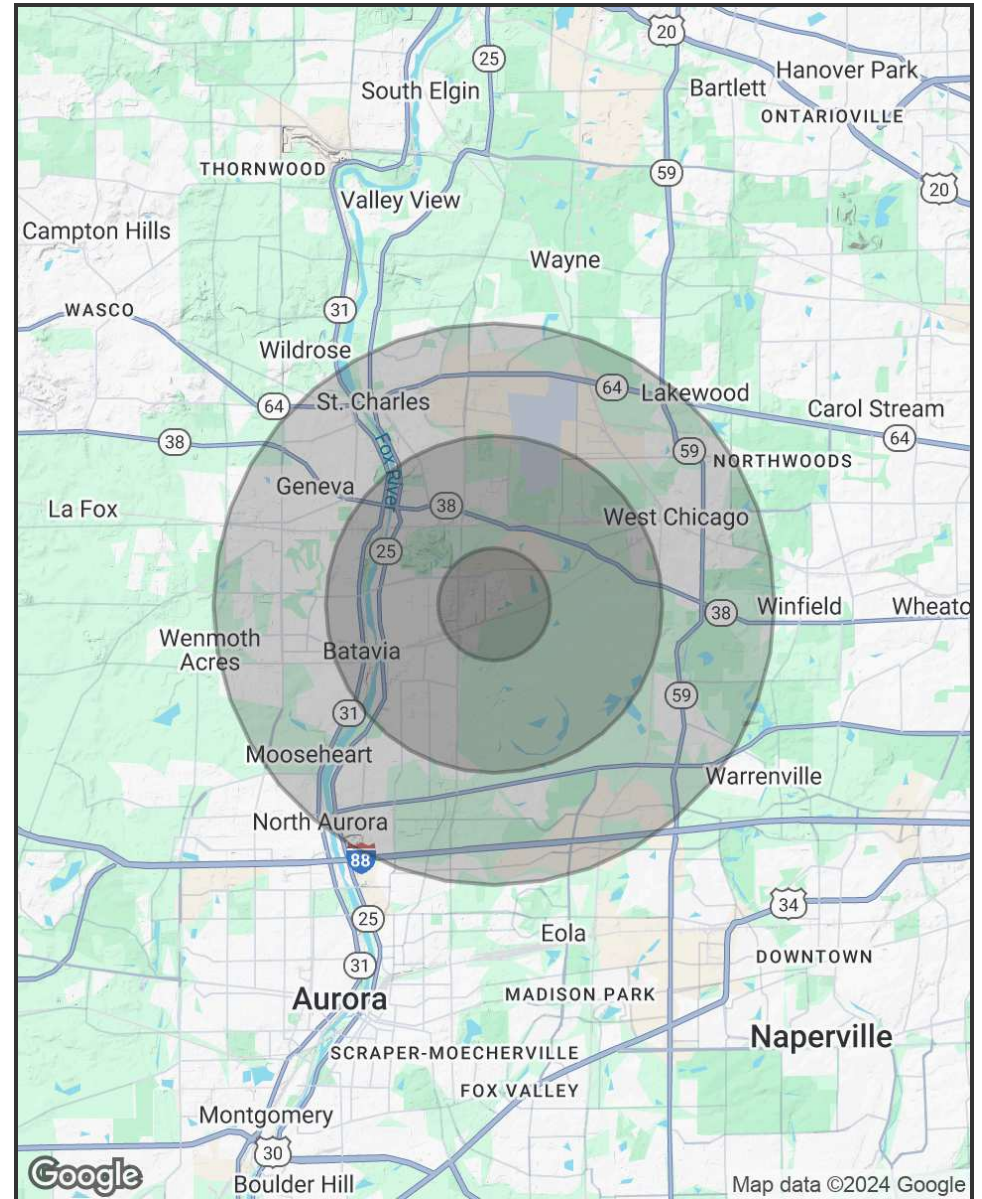 20
25
Hanover Park
South Elgin
Bartlett
ONTARIOVILLE
THORNWOOD
59
20
Valley View
Campton Hills
Wayne
WASCO
31
Wildrose
64
Lakewood
64
St. Charles
Carol Stream
38
64
59
Fox River
NORTHWOODS
Geneva
La Fox
38
West Chicago
25
38
Winfield
Wheato
Wenmoth
Acres
Batavia
59
31
Mooseheart
Warrenville
North Aurora
88
34
25
Eola
DOWNTOWN
31
Aurora
MADISON PARK
Naperville
SCRAPER-MOECHERVILLE
FOX VALLEY
Montgomery
30
Google
Boulder Hill
Map data ©2024 Google